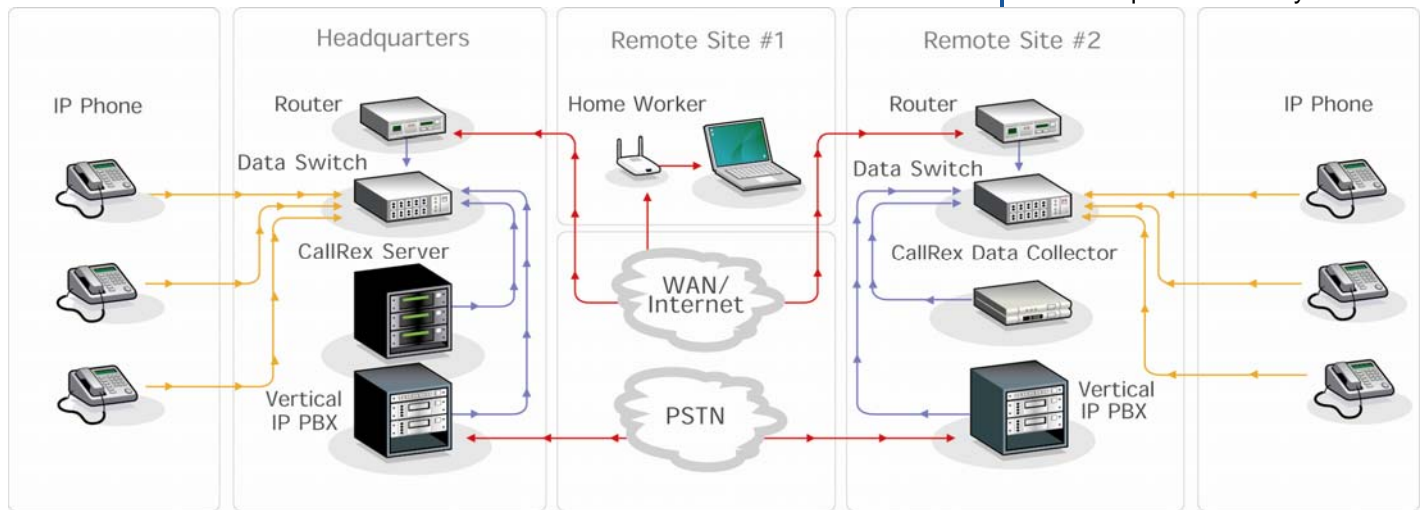 Headquarters
Remote Site #1
Remote Site #2
IP Phone
Router
Home Worker
Router
IP Phone
Data Switch
Data Switch
CallRex Server
CallRex Data Collector
WAN/
Internet
Vertical
IP PBX
PSTN
Vertical
IP PBX